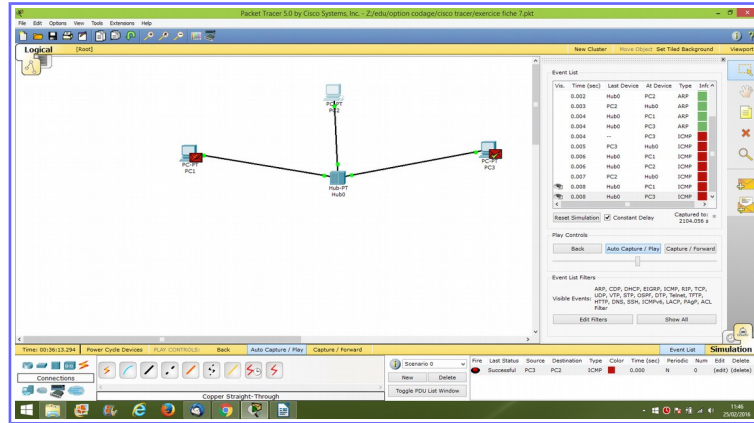 Packet Tracer 5.0 by Cisco Systems, Inc. - Z:/edu/option codage/cisco tracer/exercice fiche 7.pkt
File Edit Options View Tools Extensions Help
Logical [Root] New Cluster Move Object Set Tiled Background Viewport
PC-PT
PC2
PC-PT
PC1
PC-PT
PC3
Hub-PT
Hub0
Event List
Vis. Time (sec) Last Device At Device Type Info
0.002 Hub0 PC2 ARP
0.003 PC2 Hub0 ARP
0.004 Hub0 PC1 ARP
0.004 Hub0 PC3 ARP
0.004 -- PC3 ICMP
0.005 PC3 Hub0 ICMP
0.006 Hub0 PC1 ICMP
0.006 Hub0 PC2 ICMP
0.007 PC2 Hub0 ICMP
0.008 Hub0 PC1 ICMP
0.008 Hub0 PC3 ICMP
Reset Simulation Constant Delay Captured to:
2104.056 s
Play Controls
Back Auto Capture / Play Capture / Forward
Event List Filters
Visible Events: ARP, CDP, DHCP, EIGRP, ICMP, RIP, TCP,
UDP, VTP, STP, OSPF, DTP, Telnet, TFTP,
HTTP, DNS, SSH, ICMPv6, LACP, PAgP, ACL
Filter
Edit Filters Show All
Time: 00:36:13.294 Power Cycle Devices PLAY CONTROLS: Back Auto Capture / Play Capture / Forward Event List Simulation
Connections
Copper Straight-Through
Scenario 0
New Delete
Toggle PDU List Window
Fire Last Status Source Destination Type Color Time (sec) Periodic Num Edit Delete
Successful PC3 PC2 ICMP 0.000 N 0 (edit) (delete)
11:46
25/02/2016